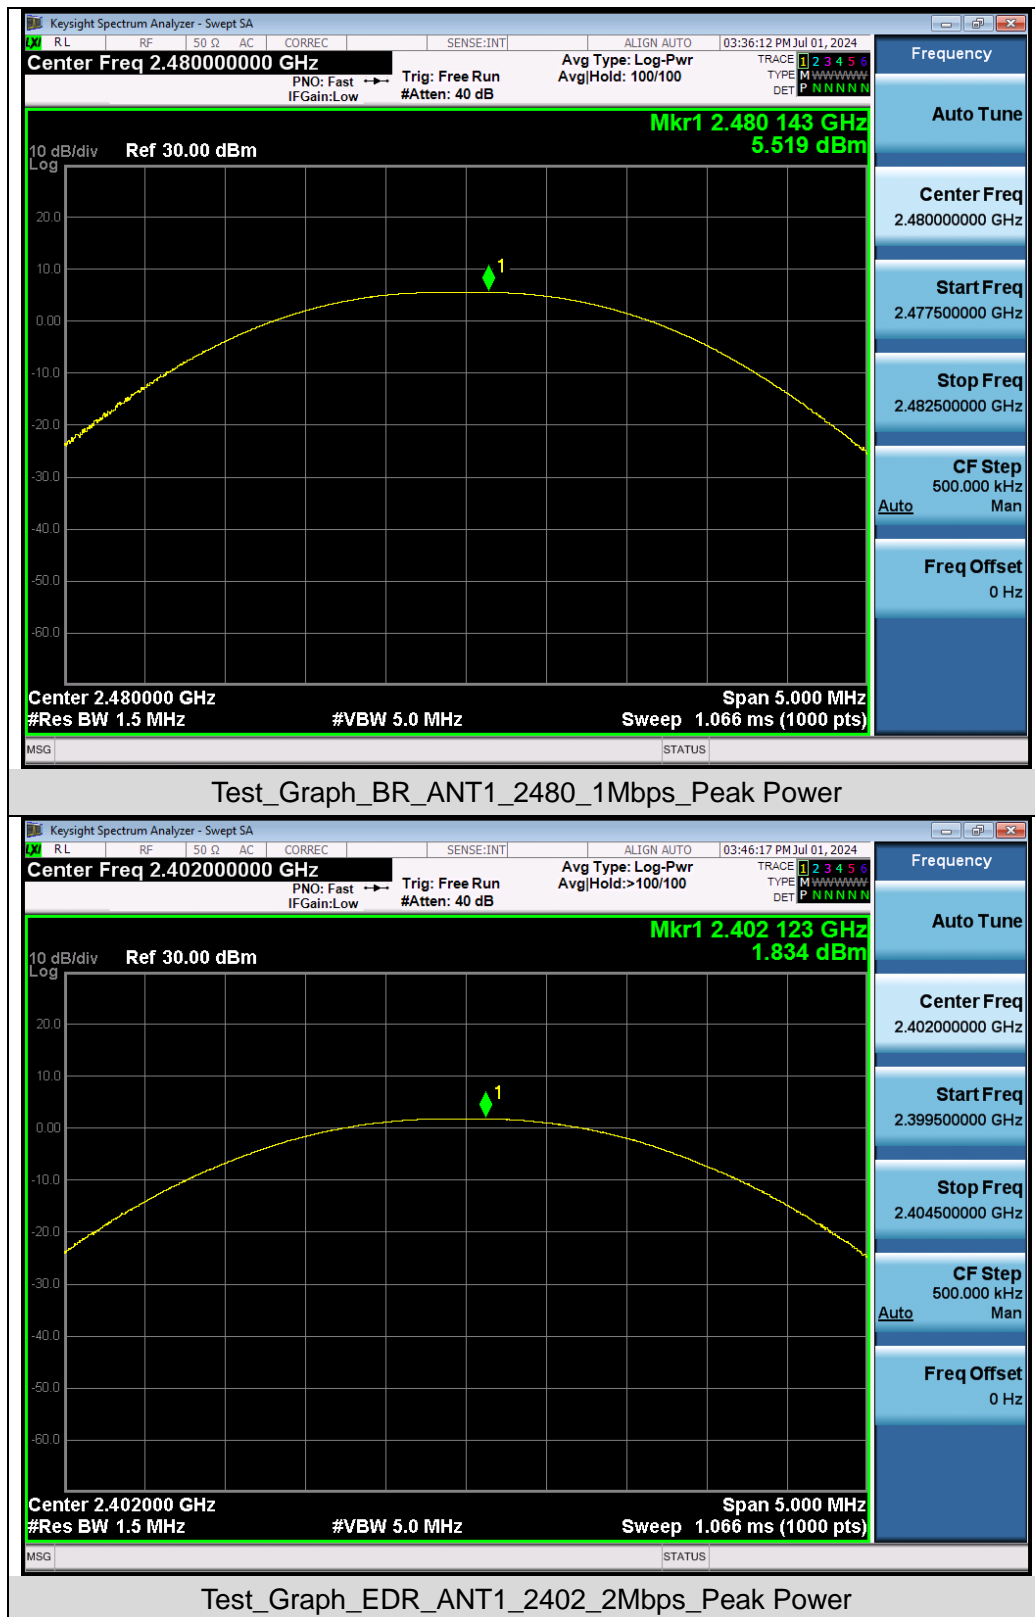 Keysight Spectrum Analyzer - Swept SA
LXI RL RF 50 Ω AC CORREC SENSE:INT ALIGN AUTO 03:36:12 PM Jul 01, 2024
Center Freq 2.480000000 GHz
PNO: Fast
IFGain:Low
Trig: Free Run
#Atten: 40 dB
Avg Type: Log-Pwr
Avg|Hold: 100/100
TRACE 1 2 3 4 5 6
TYPE M WWWWW
DET P N N N N N
Frequency
Mkr1 2.480 143 GHz
5.519 dBm
10 dB/div Ref 30.00 dBm
Log
20.0
10.0
0.00
-10.0
-20.0
-30.0
-40.0
-50.0
-60.0
1
Center 2.480000 GHz Span 5.000 MHz
#Res BW 1.5 MHz #VBW 5.0 MHz Sweep 1.066 ms (1000 pts)
MSG STATUS
Auto Tune
Center Freq
2.480000000 GHz
Start Freq
2.477500000 GHz
Stop Freq
2.482500000 GHz
CF Step
500.000 kHz
Auto Man
Freq Offset
0 Hz
Test_Graph_BR_ANT1_2480_1Mbps_Peak Power
Keysight Spectrum Analyzer - Swept SA
LXI RL RF 50 Ω AC CORREC SENSE:INT ALIGN AUTO 03:46:17 PM Jul 01, 2024
Center Freq 2.402000000 GHz
PNO: Fast
IFGain:Low
Trig: Free Run
#Atten: 40 dB
Avg Type: Log-Pwr
Avg|Hold:>100/100
TRACE 1 2 3 4 5 6
TYPE M WWWWW
DET P N N N N N
Frequency
Mkr1 2.402 123 GHz
1.834 dBm
10 dB/div Ref 30.00 dBm
Log
20.0
10.0
0.00
-10.0
-20.0
-30.0
-40.0
-50.0
-60.0
1
Center 2.402000 GHz Span 5.000 MHz
#Res BW 1.5 MHz #VBW 5.0 MHz Sweep 1.066 ms (1000 pts)
MSG STATUS
Auto Tune
Center Freq
2.402000000 GHz
Start Freq
2.399500000 GHz
Stop Freq
2.404500000 GHz
CF Step
500.000 kHz
Auto Man
Freq Offset
0 Hz
Test_Graph_EDR_ANT1_2402_2Mbps_Peak Power